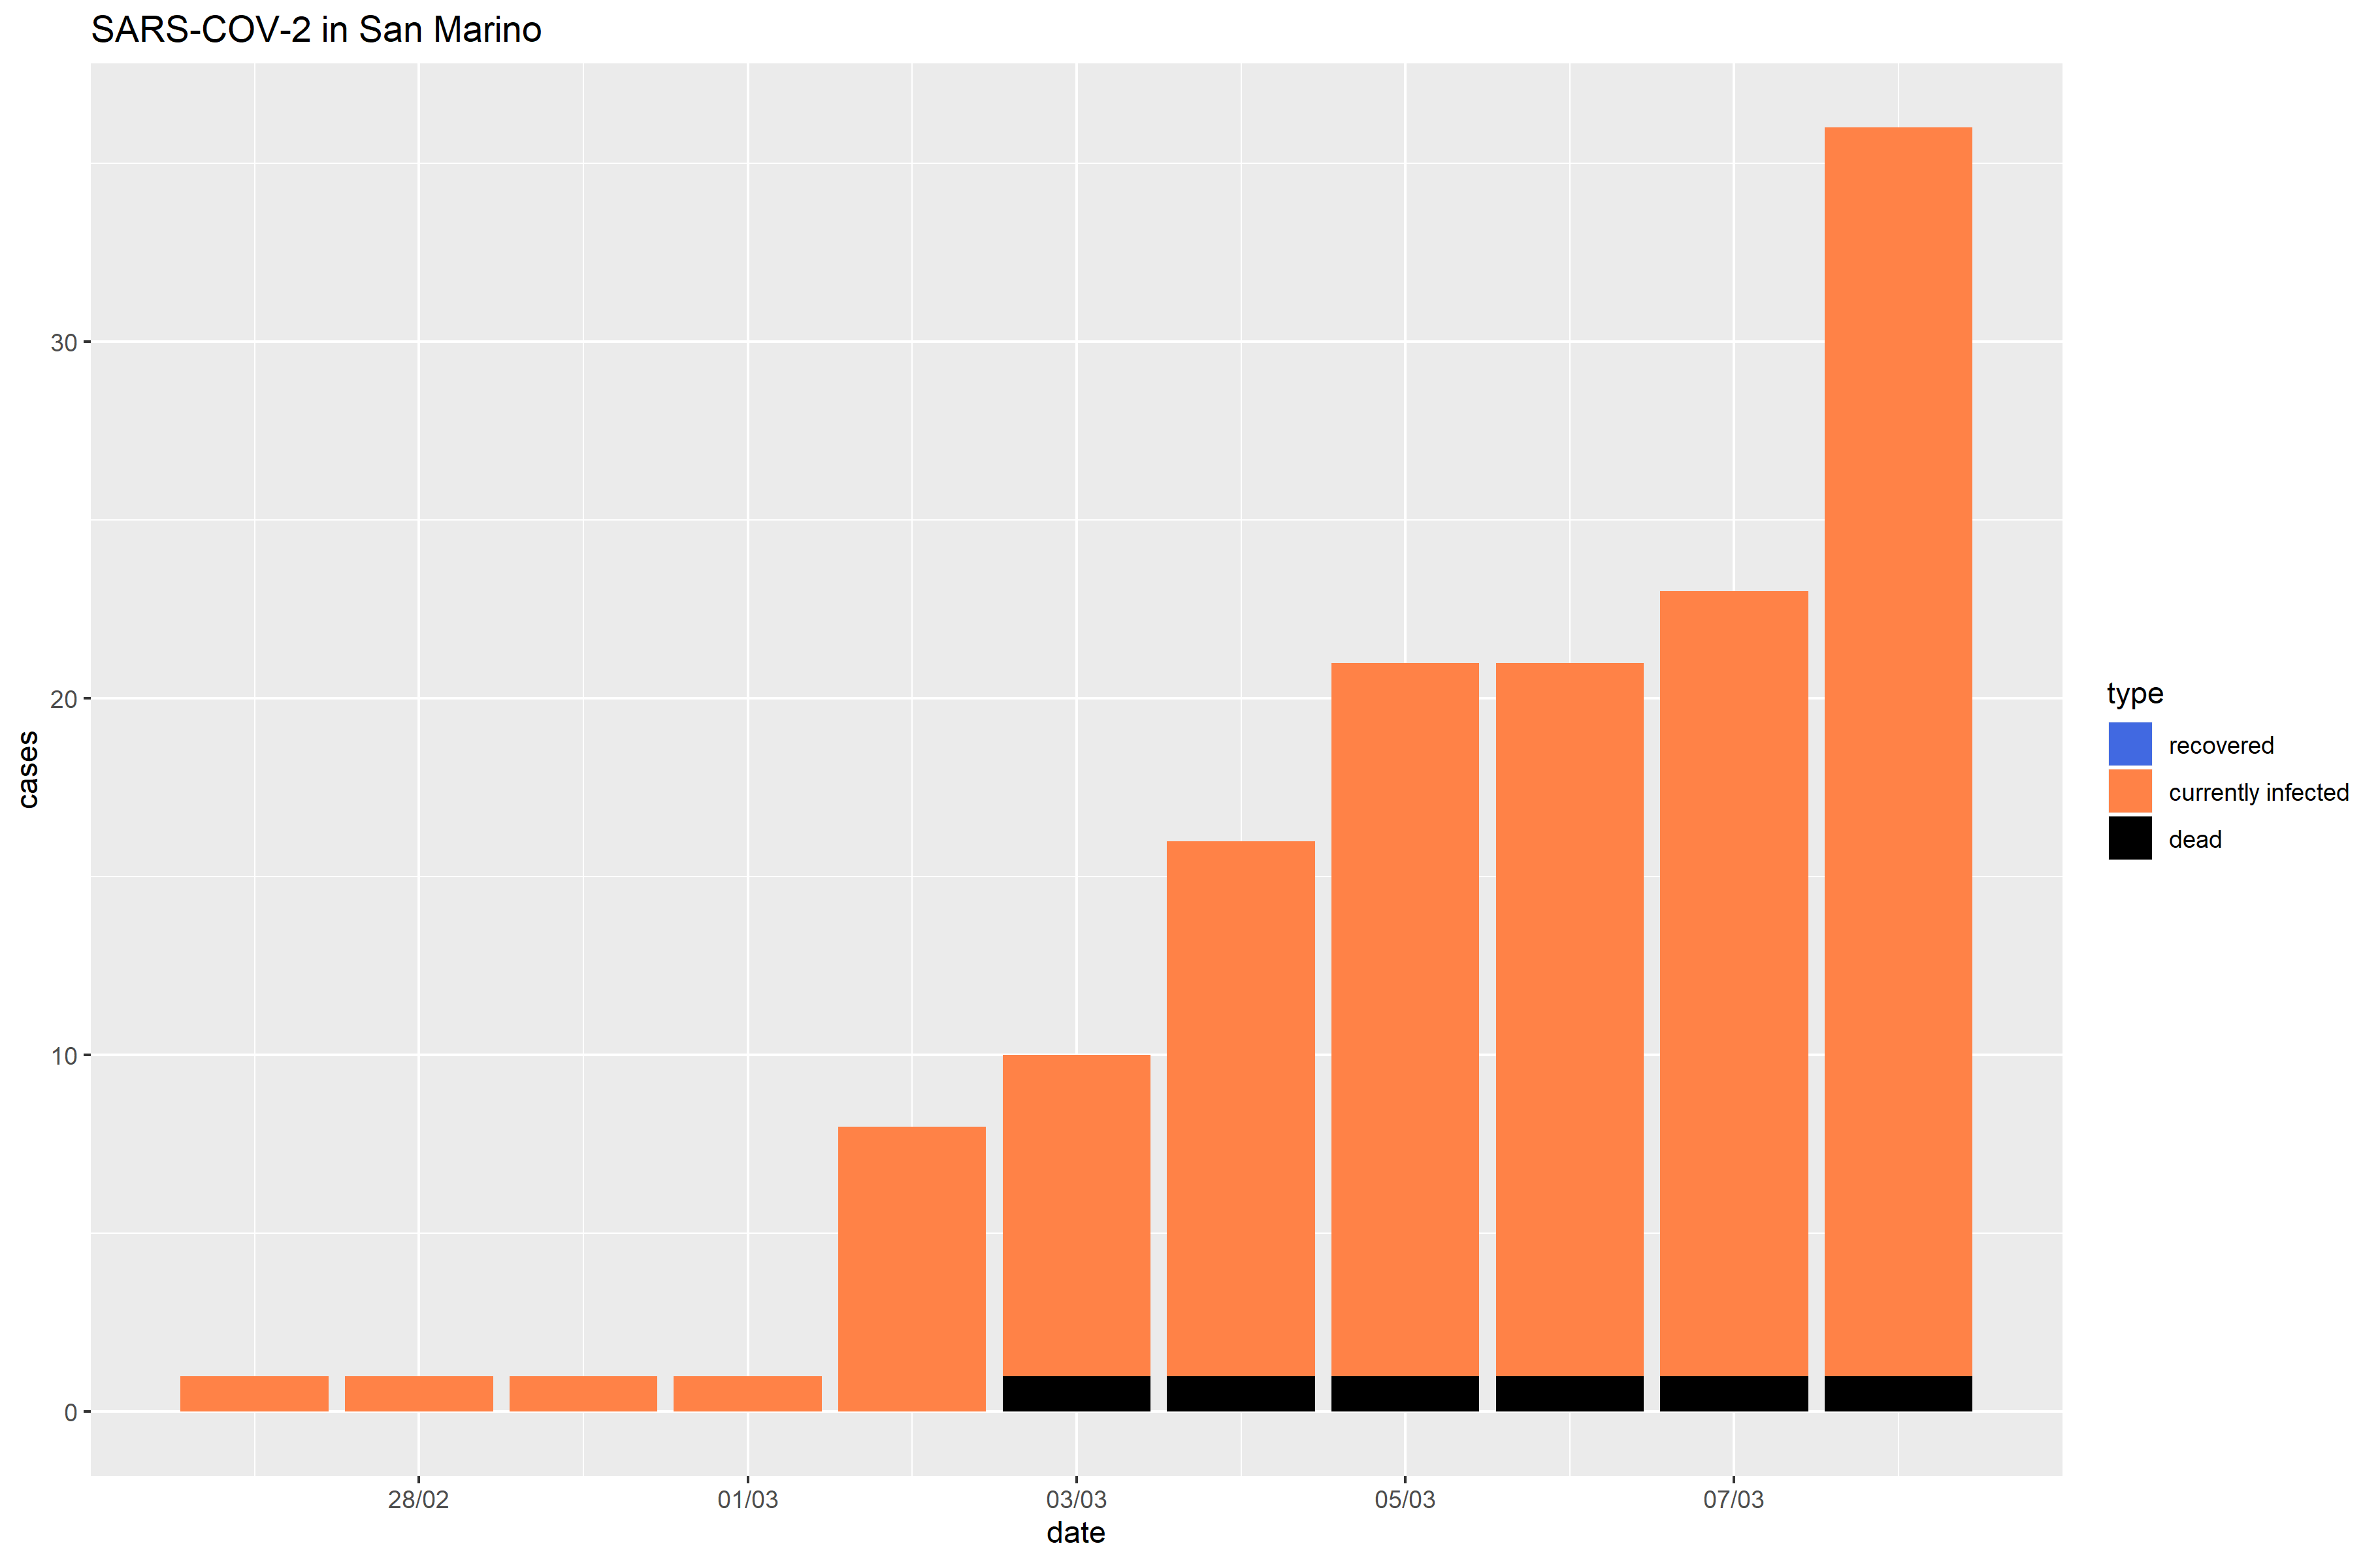 SARS-COV-2 in San Marino
cases
30
20
10
0
28/02
01/03
03/03
05/03
07/03
date
type
recovered
currently infected
dead